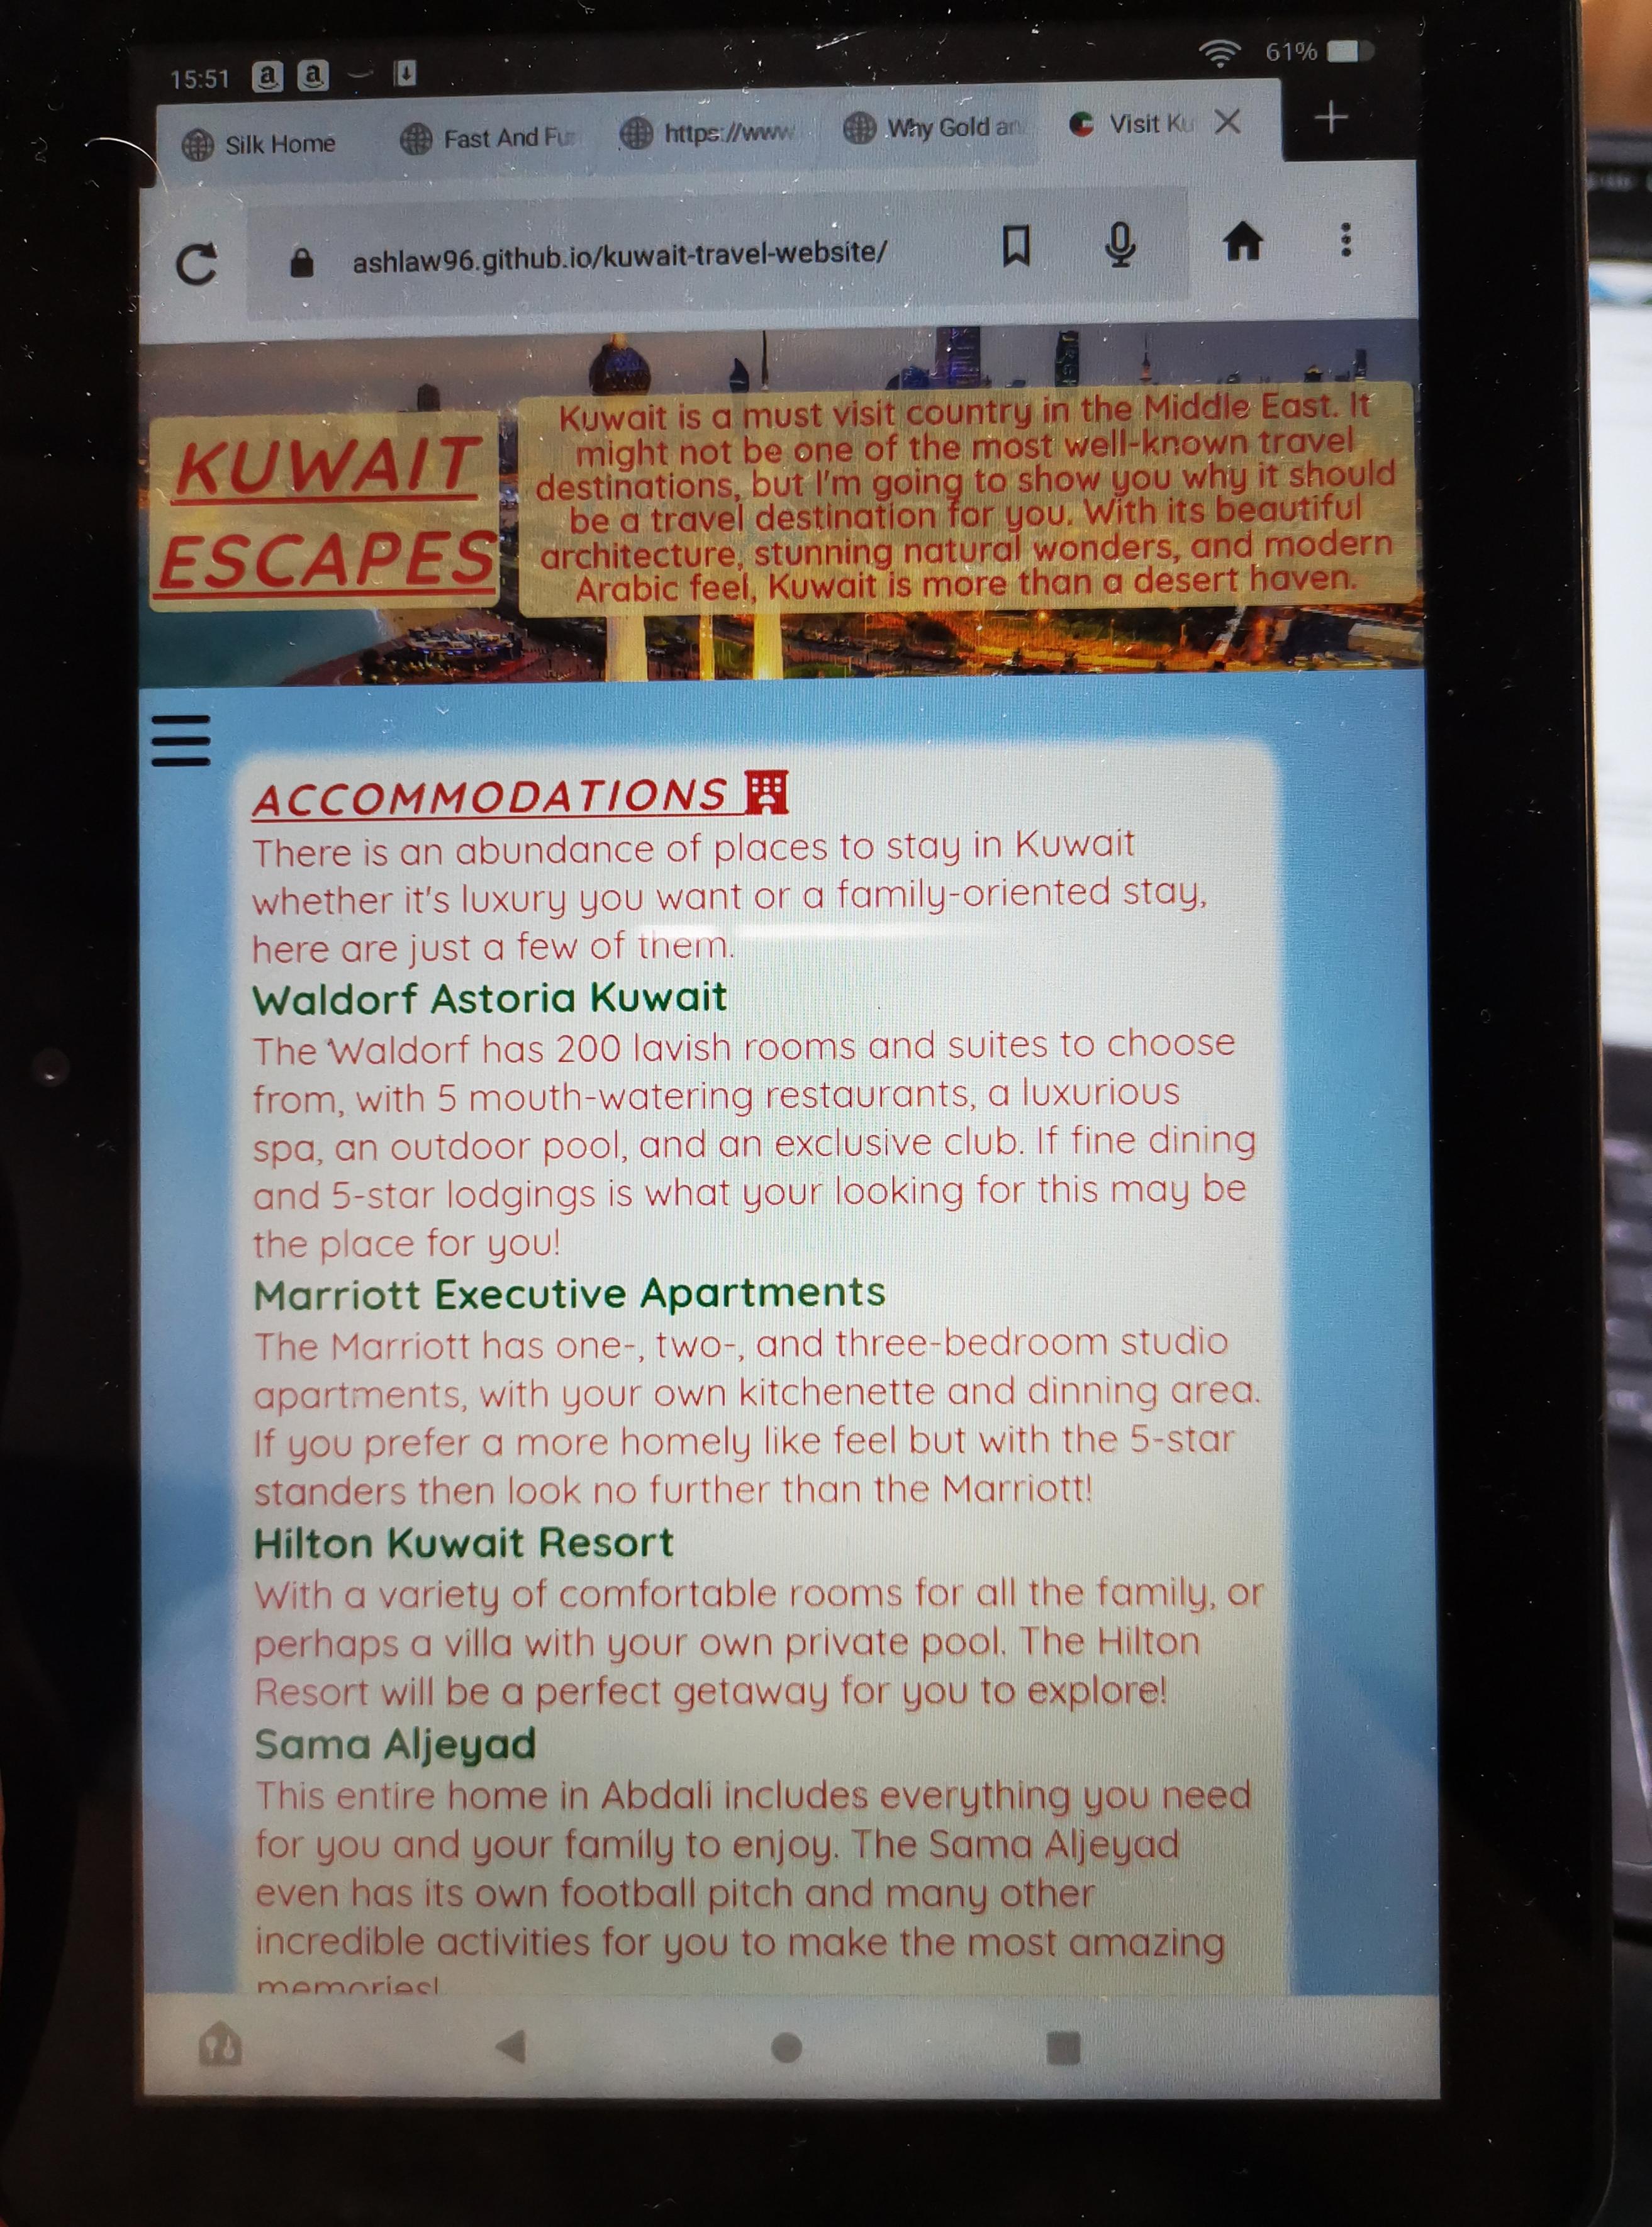 15:51
61%
Silk Home
Fast And Fu
https://www
Why Gold an
Visit Ku
ashlaw96.github.io/kuwait-travel-website/
KUWAIT
ESCAPES
Kuwait is a must visit country in the Middle East. It
might not be one of the most well-known travel
destinations, but I'm going to show you why it should
be a travel destination for you. With its beautiful
architecture, stunning natural wonders, and modern
Arabic feel, Kuwait is more than a desert haven.
ACCOMMODATIONS
There is an abundance of places to stay in Kuwait
whether it's luxury you want or a family-oriented stay,
here are just a few of them.
Waldorf Astoria Kuwait
The Waldorf has 200 lavish rooms and suites to choose
from, with 5 mouth-watering restaurants, a luxurious
spa, an outdoor pool, and an exclusive club. If fine dining
and 5-star lodgings is what your looking for this may be
the place for you!
Marriott Executive Apartments
The Marriott has one-, two-, and three-bedroom studio
apartments, with your own kitchenette and dinning area.
If you prefer a more homely like feel but with the 5-star
standers then look no further than the Marriott!
Hilton Kuwait Resort
With a variety of comfortable rooms for all the family, or
perhaps a villa with your own private pool. The Hilton
Resort will be a perfect getaway for you to explore!
Sama Aljeyad
This entire home in Abdali includes everything you need
for you and your family to enjoy. The Sama Aljeyad
even has its own football pitch and many other
incredible activities for you to make the most amazing
memories!